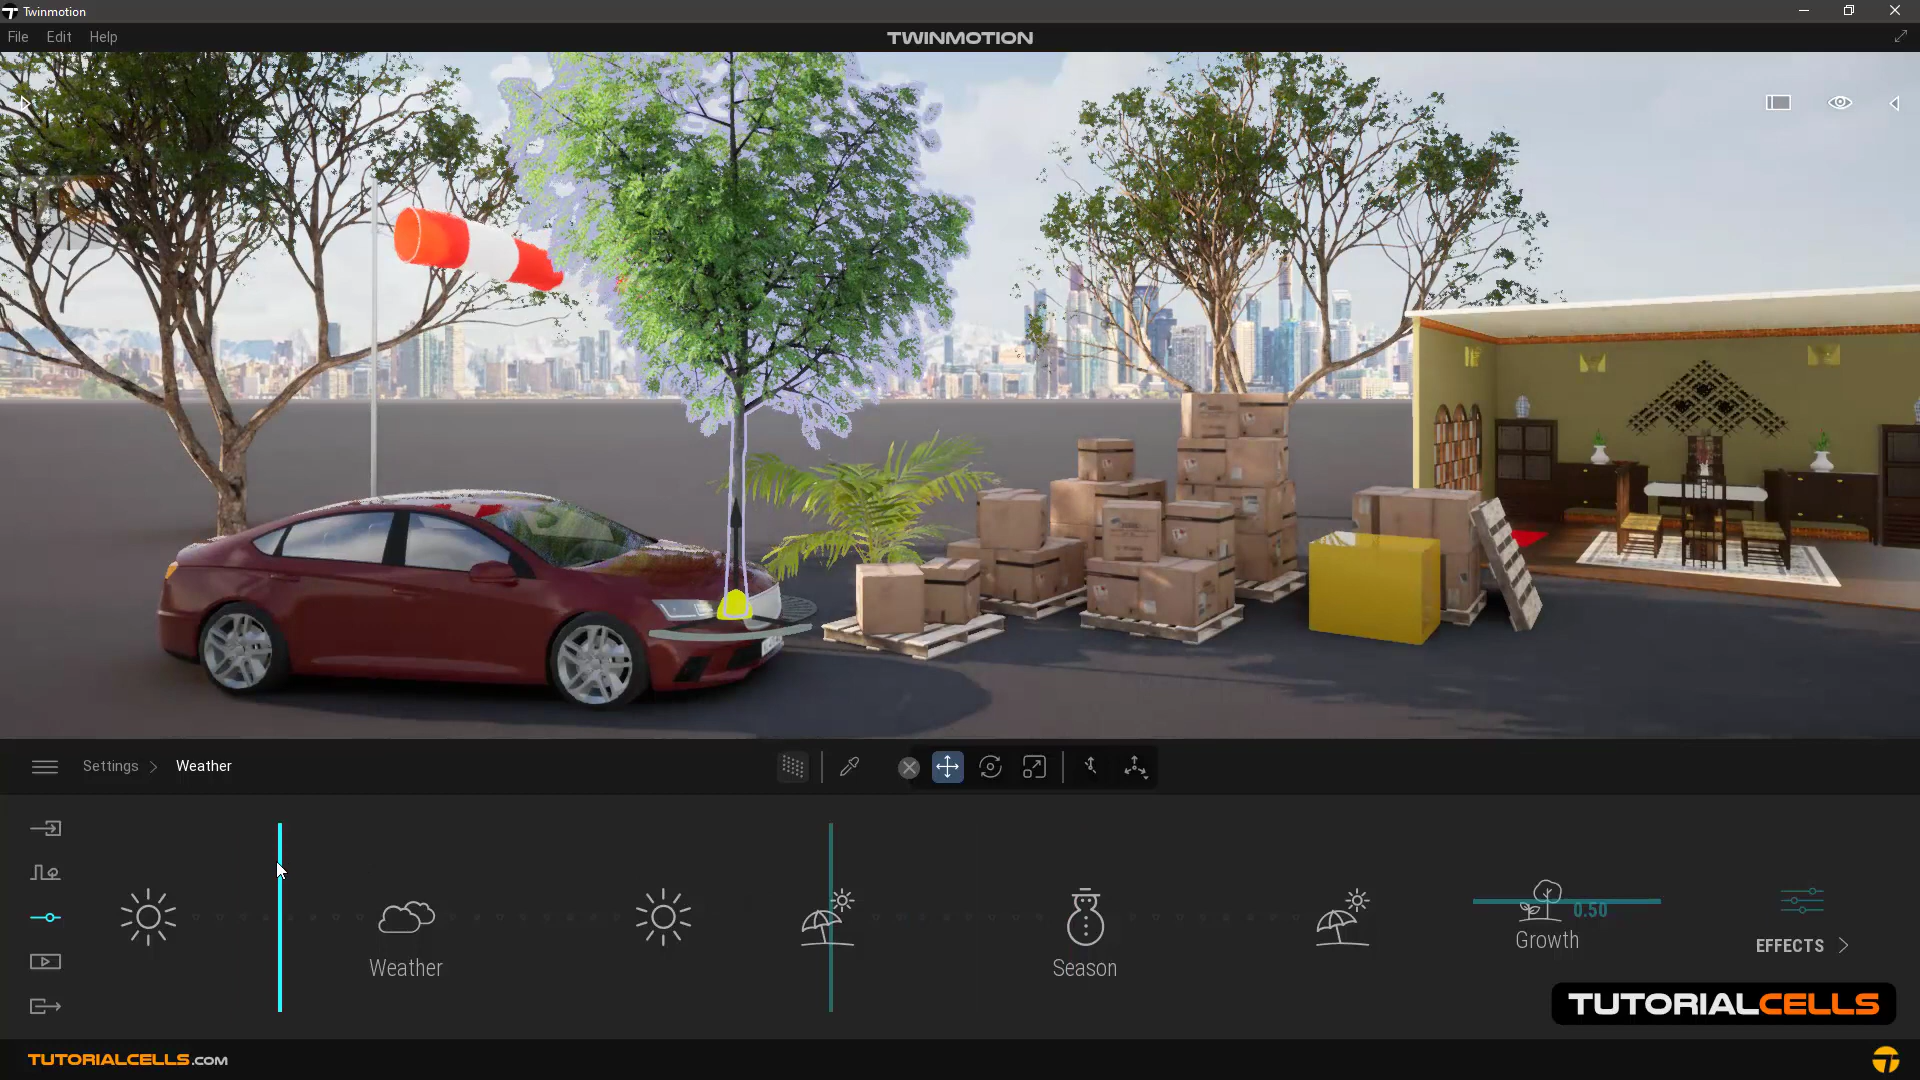 Twinmotion
File Edit Help
TWINMOTION
Settings > Weather
Weather
Season
0.50
Growth
EFFECTS >
TUTORIALCELLS
TUTORIALCELLS.COM